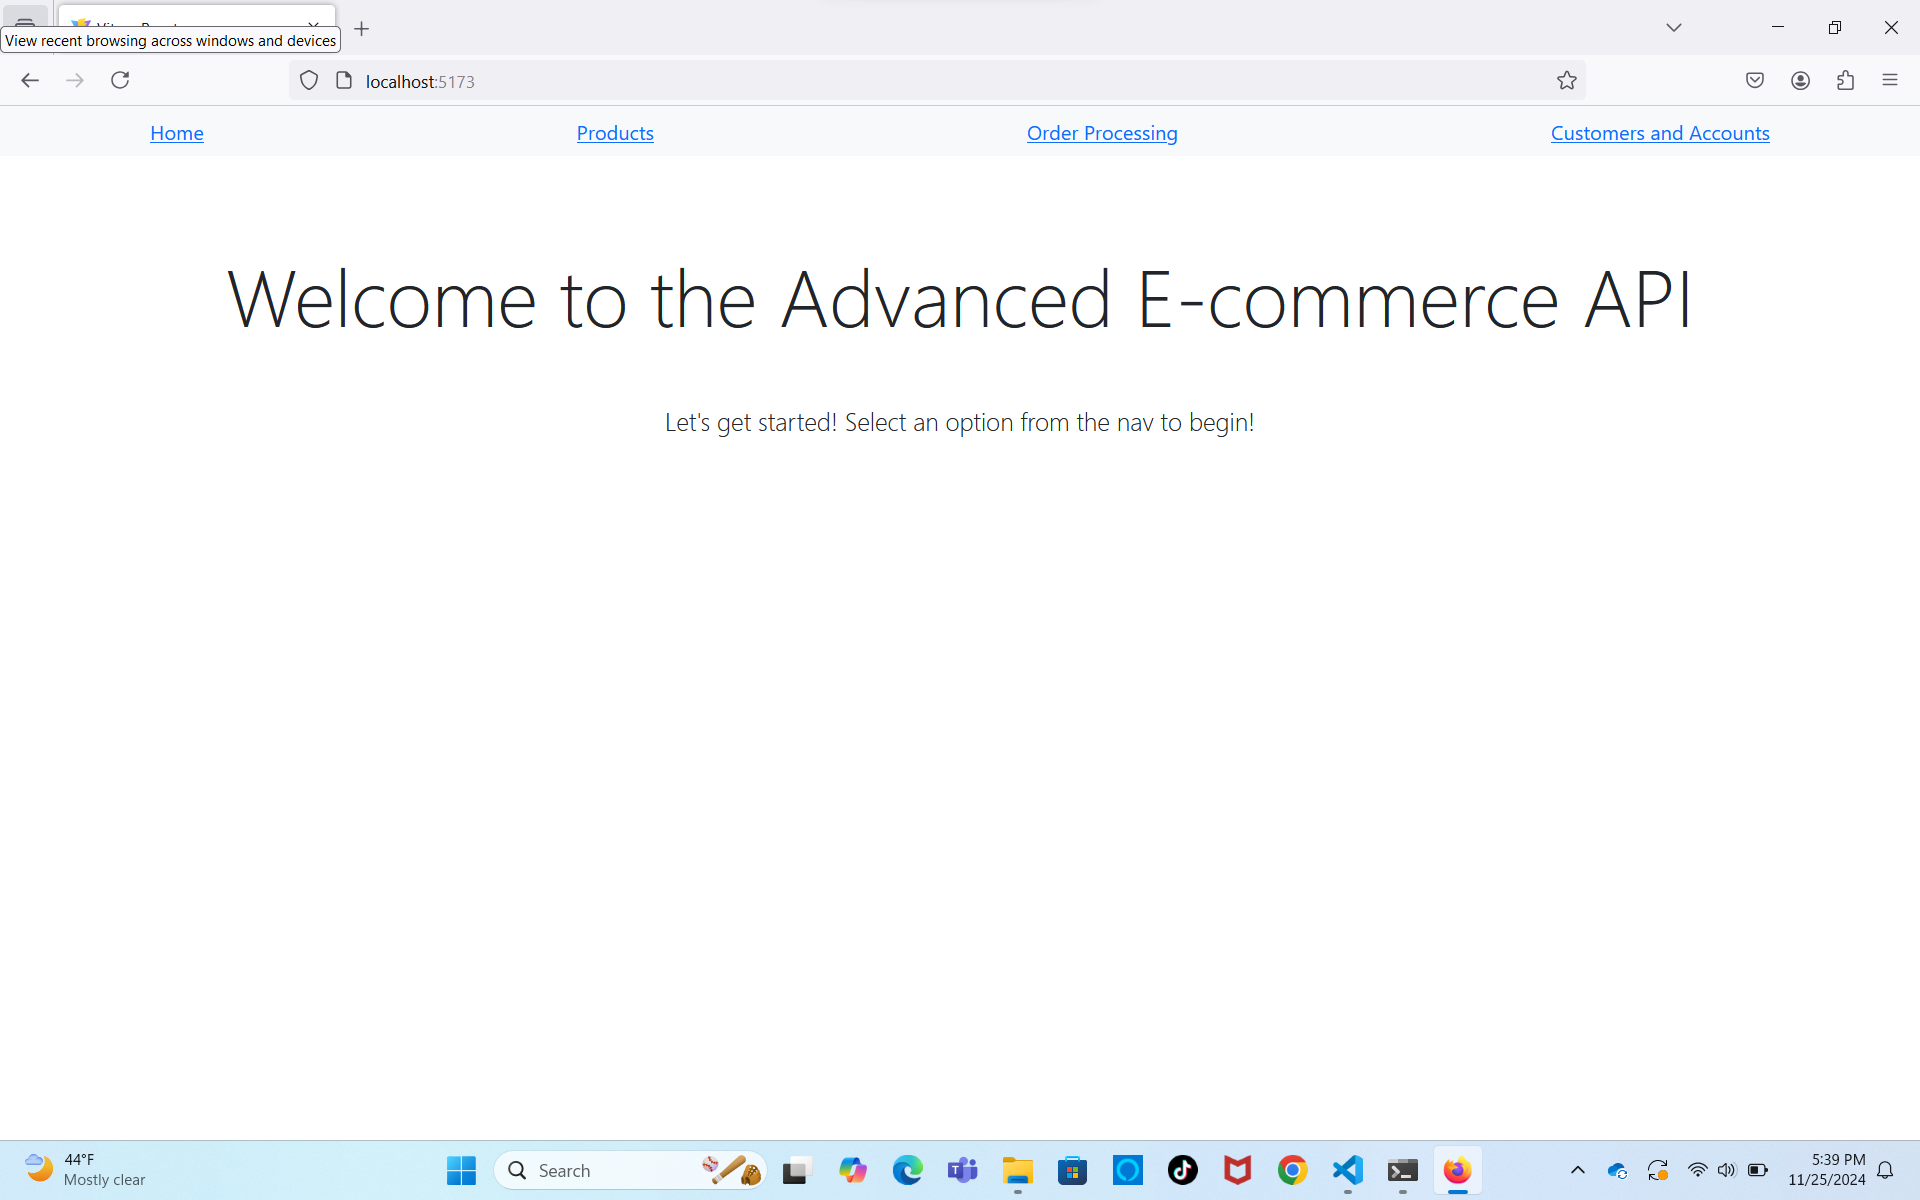 View recent browsing across windows and devices
localhost:5173
Home
Products
Order Processing
Customers and Accounts
Welcome to the Advanced E-commerce API
Let's get started! Select an option from the nav to begin!
44°F
Mostly clear
Search
5:39 PM
11/25/2024